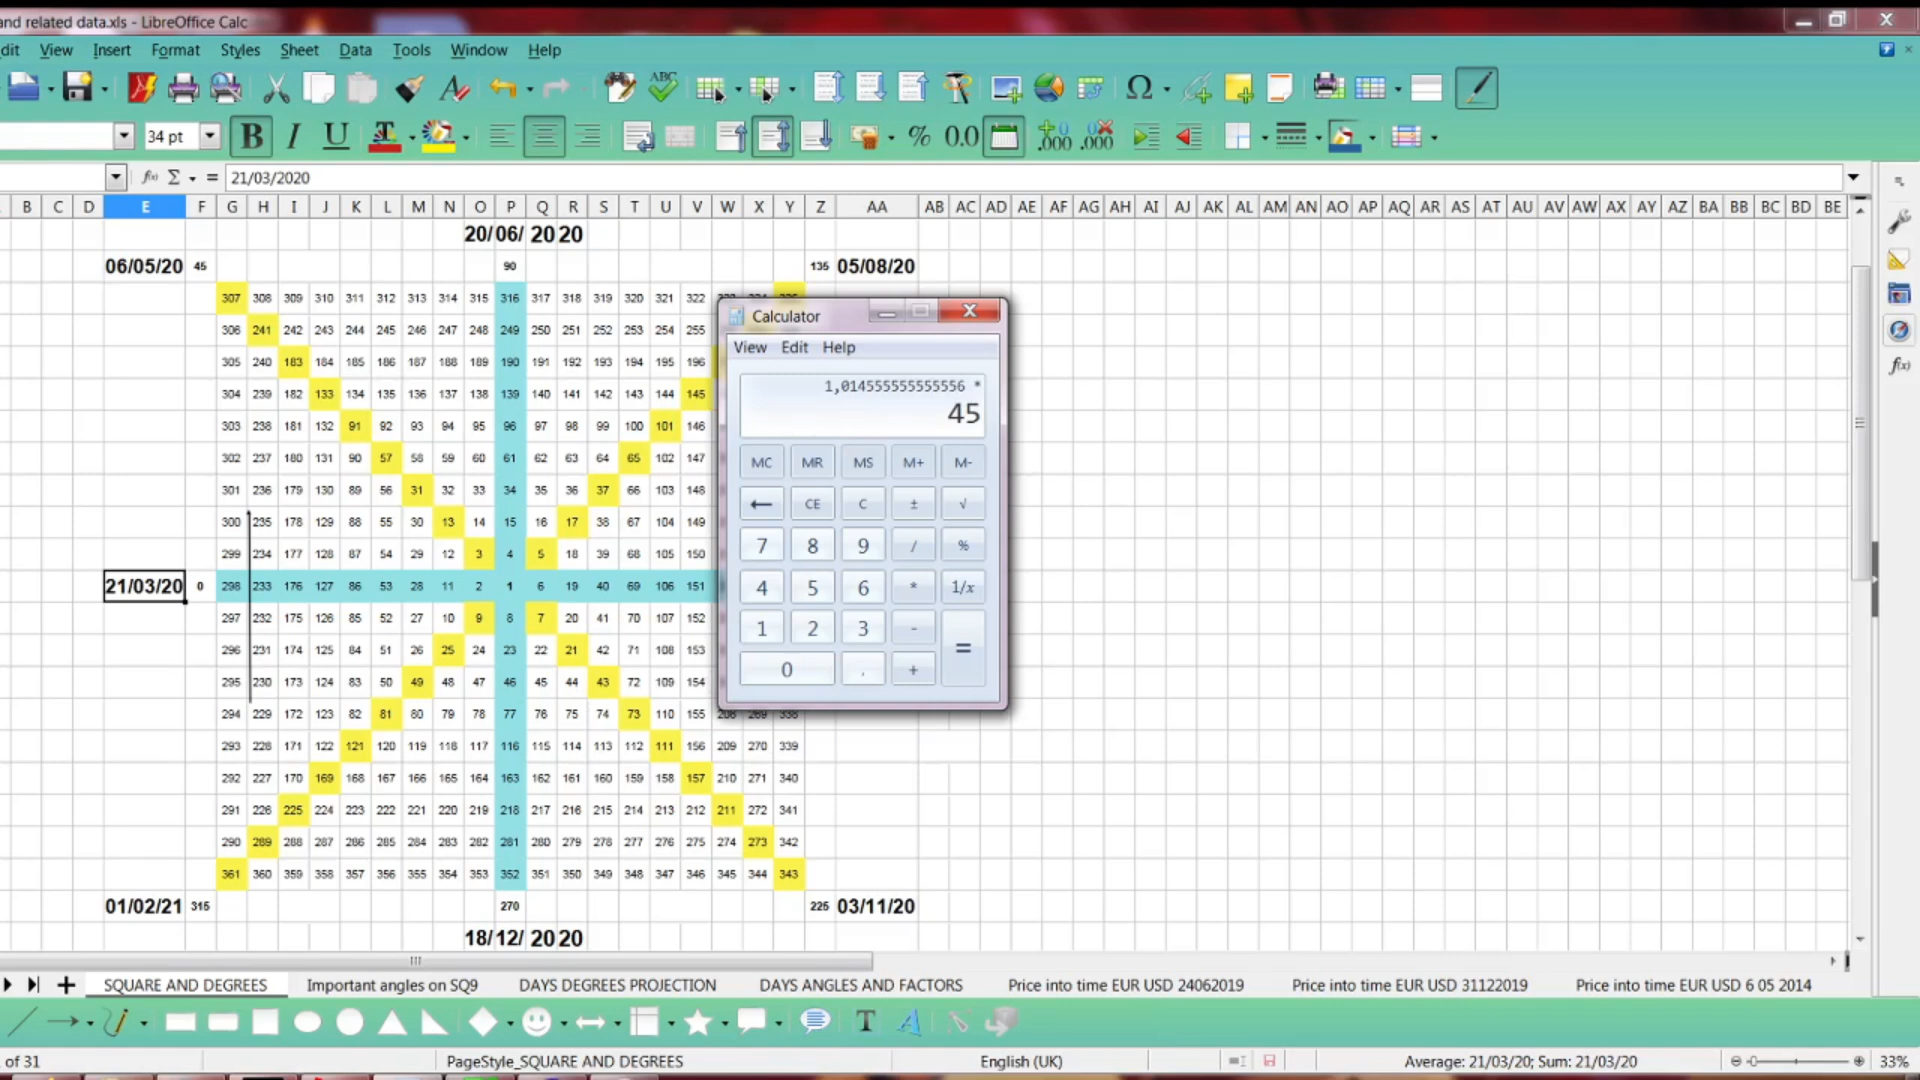 and related data.xls - LibreOffice Calc
dit View Insert Format Styles Sheet Data Tools Window Help
34 pt
21/03/2020
B C D E F G H I J K L M N O P Q R S T U V W X Y Z AA AB AC AD AE AF AG AH AI AJ AK AL AM AN AO AP AQ AR AS AT AU AV AW AX AY AZ BA BB BC BD BE
20/ 06/ 20 20
06/05/20 45 90 135 05/08/20
307 308 309 310 311 312 313 314 315 316 317 318 319 320 321 322
306 241 242 243 244 245 246 247 248 249 250 251 252 253 254 255
305 240 183 184 185 186 187 188 189 190 191 192 193 194 195 196
304 239 182 133 134 135 136 137 138 139 140 141 142 143 144 145
303 238 181 132 91 92 93 94 95 96 97 98 99 100 101 146
302 237 180 131 90 57 58 59 60 61 62 63 64 65 102 147
301 236 179 130 89 56 31 32 33 34 35 36 37 66 103 148
300 235 178 129 88 55 30 13 14 15 16 17 38 67 104 149
299 234 177 128 87 54 29 12 3 4 5 18 39 68 105 150
21/03/20 0 298 233 176 127 86 53 28 11 2 1 6 19 40 69 106 151
297 232 175 126 85 52 27 10 9 8 7 20 41 70 107 152
296 231 174 125 84 51 26 25 24 23 22 21 42 71 108 153
295 230 173 124 83 50 49 48 47 46 45 44 43 72 109 154
294 229 172 123 82 81 80 79 78 77 76 75 74 73 110 155 208 269 338
293 228 171 122 121 120 119 118 117 116 115 114 113 112 111 156 209 270 339
292 227 170 169 168 167 166 165 164 163 162 161 160 159 158 157 210 271 340
291 226 225 224 223 222 221 220 219 218 217 216 215 214 213 212 211 272 341
290 289 288 287 286 285 284 283 282 281 280 279 278 277 276 275 274 273 342
361 360 359 358 357 356 355 354 353 352 351 350 349 348 347 346 345 344 343
01/02/21 315 270 225 03/11/20
18/ 12/ 20 20
Calculator
View Edit Help
1,014555555555556 *
45
MC MR MS M+ M-
← CE C ± √
7 8 9 / %
4 5 6 * 1/x
1 2 3 - =
0 , +
SQUARE AND DEGREES Important angles on SQ9 DAYS DEGREES PROJECTION DAYS ANGLES AND FACTORS Price into time EUR USD 24062019 Price into time EUR USD 31122019 Price into time EUR USD 6 05 2014
of 31 PageStyle_SQUARE AND DEGREES English (UK) Average: 21/03/20; Sum: 21/03/20 33%